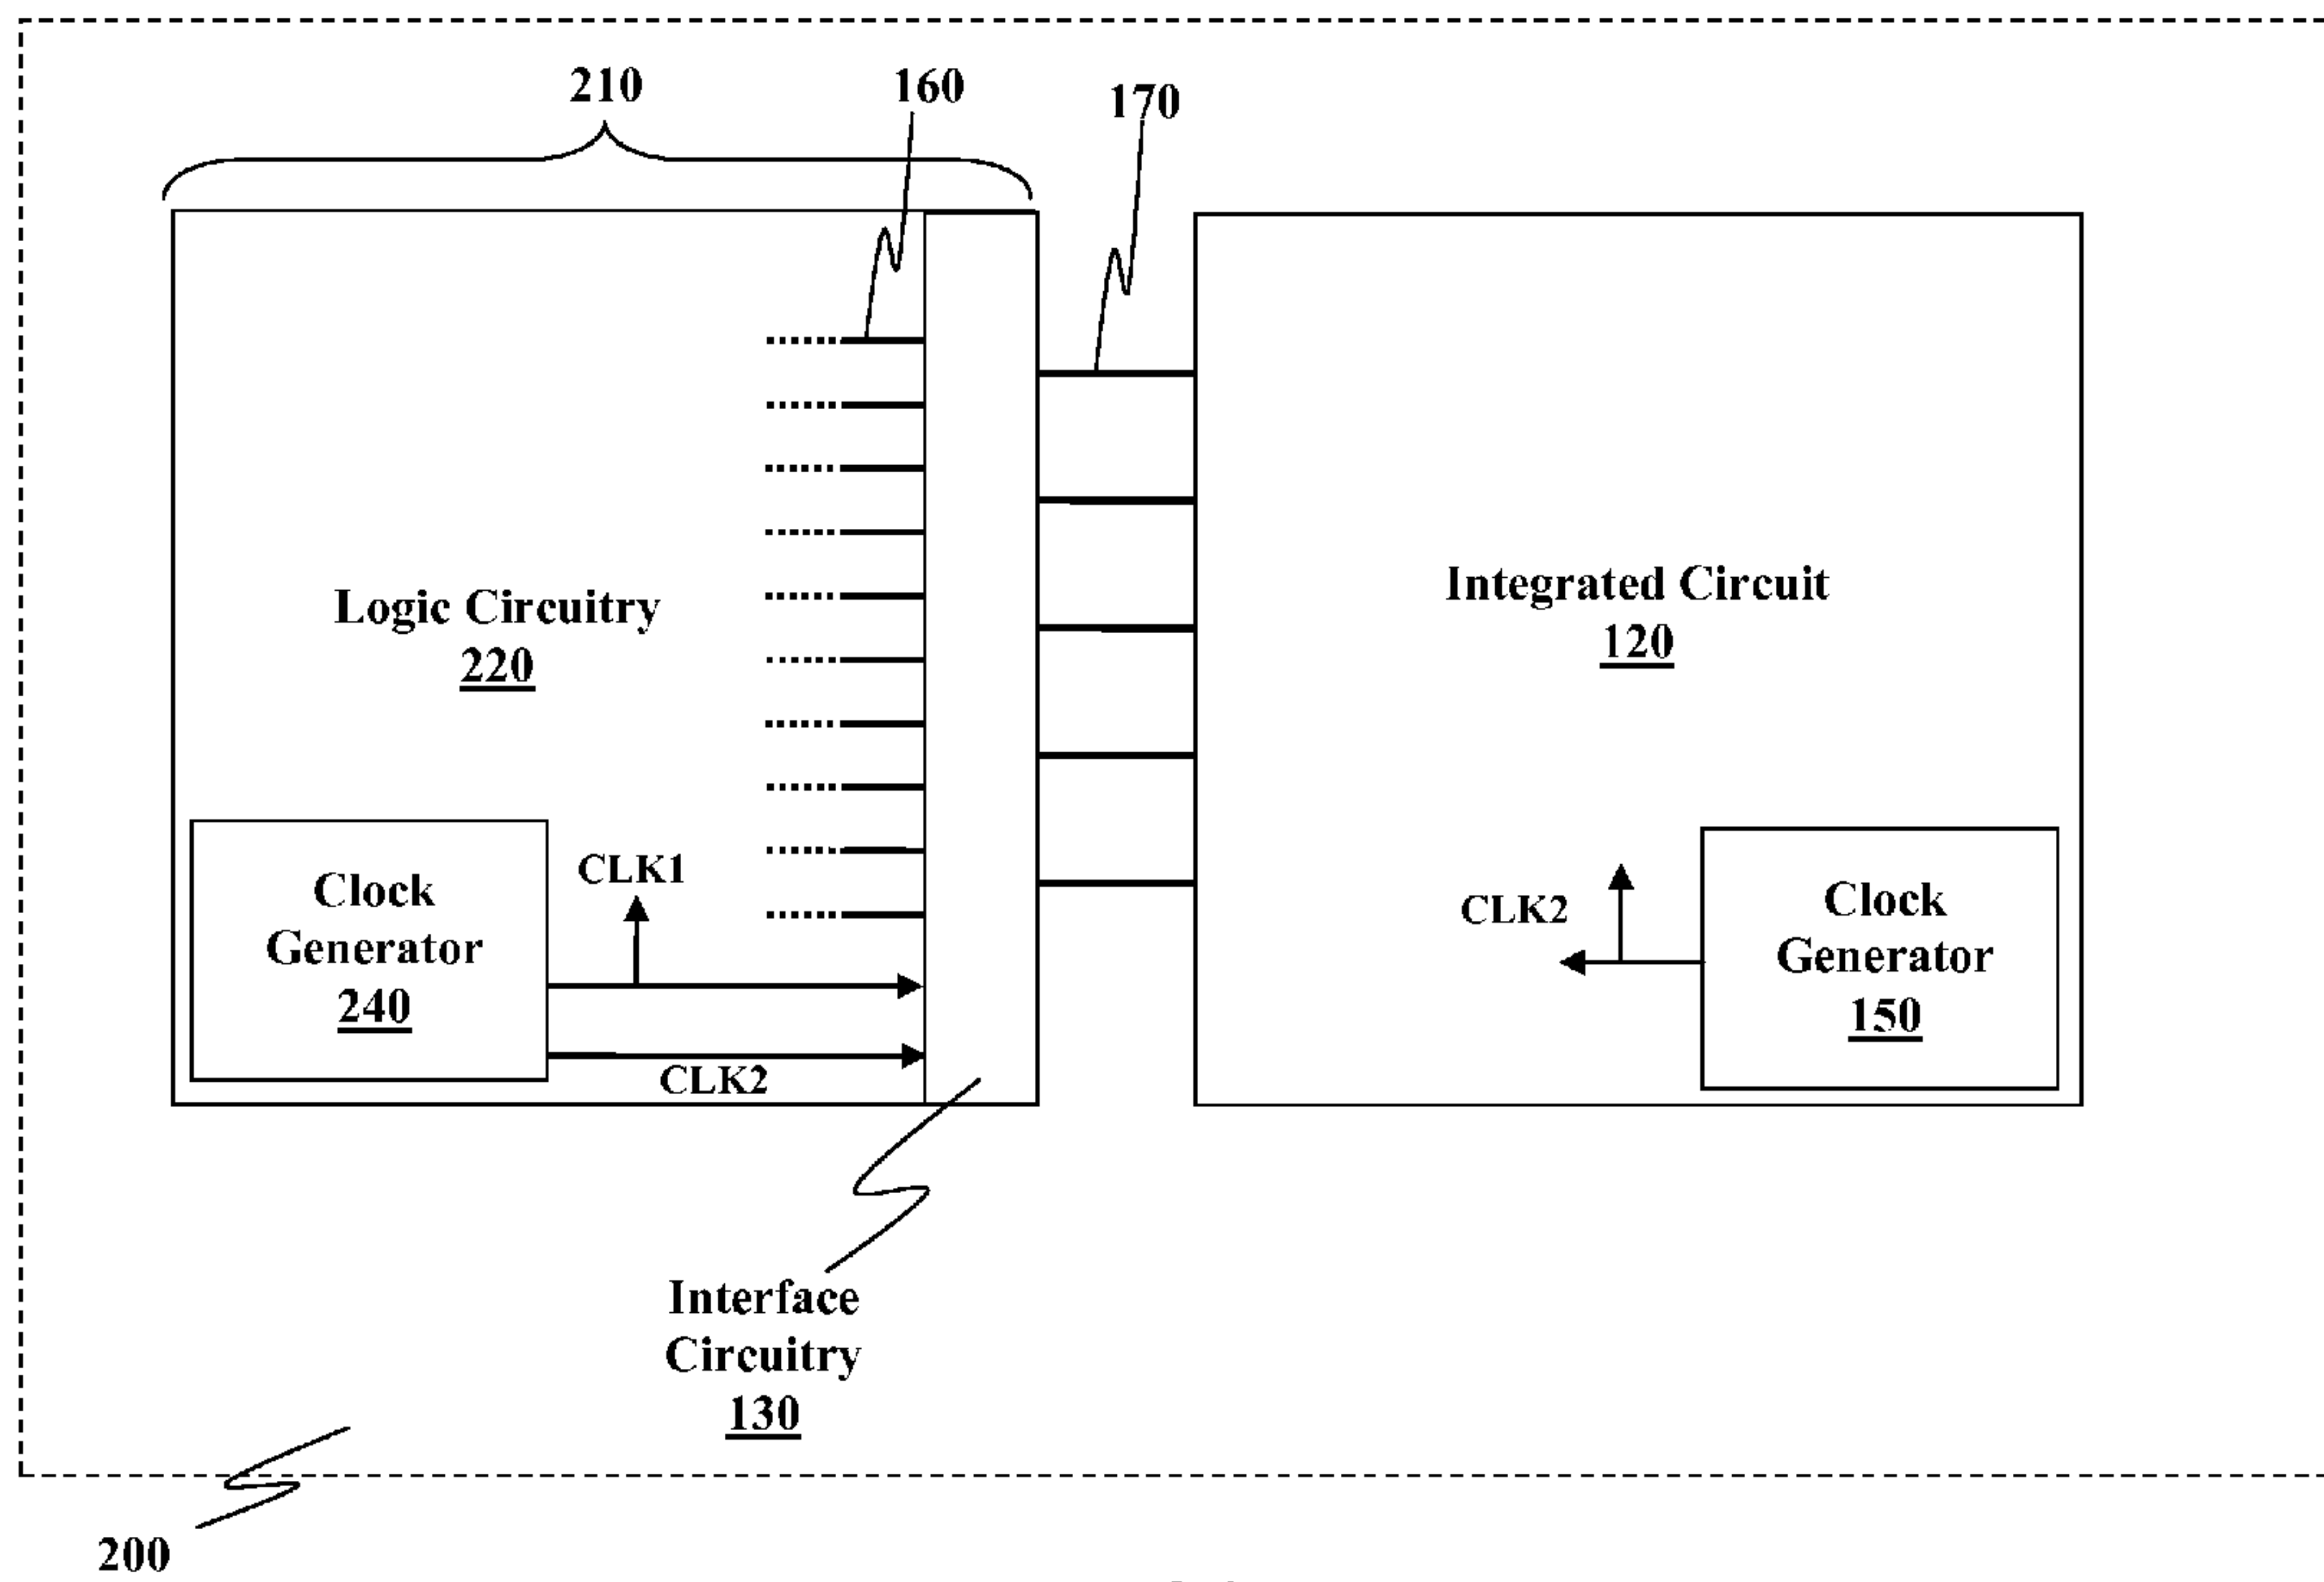 210
160
170
Logic Circuitry
220
Integrated Circuit
120
Clock
Generator
240
CLK1
CLK2
CLK2
Clock
Generator
150
Interface
Circuitry
130
200